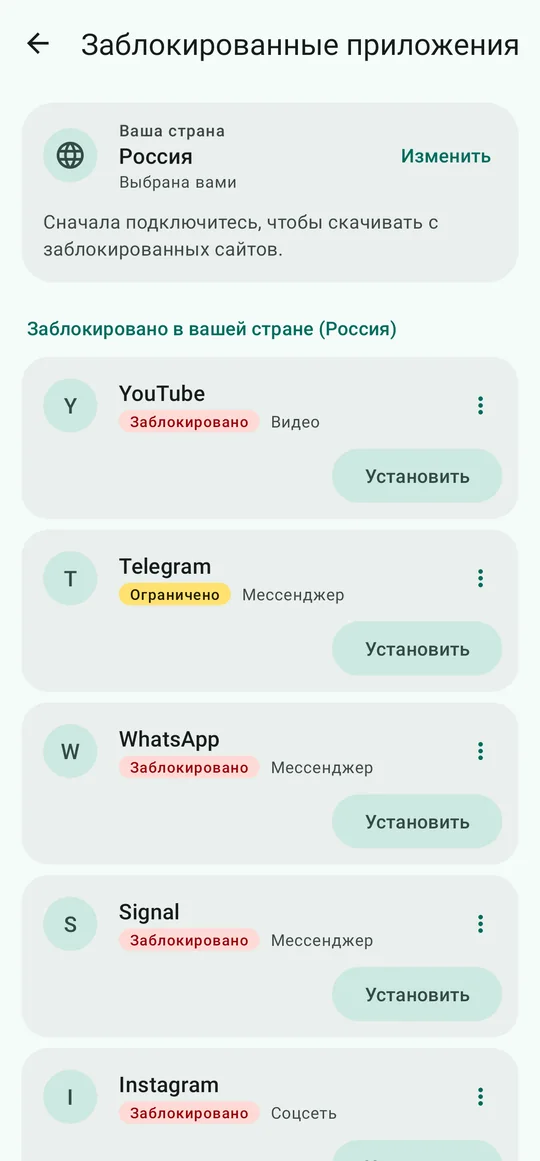 Заблокированные приложения
Ваша страна
Россия
Выбрана вами
Изменить
Сначала подключитесь, чтобы скачивать с
заблокированных сайтов.
Заблокировано в вашей стране (Россия)
Y
YouTube
Заблокировано Видео
Установить
T
Telegram
Ограничено Мессенджер
Установить
W
WhatsApp
Заблокировано Мессенджер
Установить
S
Signal
Заблокировано Мессенджер
Установить
I
Instagram
Заблокировано Соцсеть